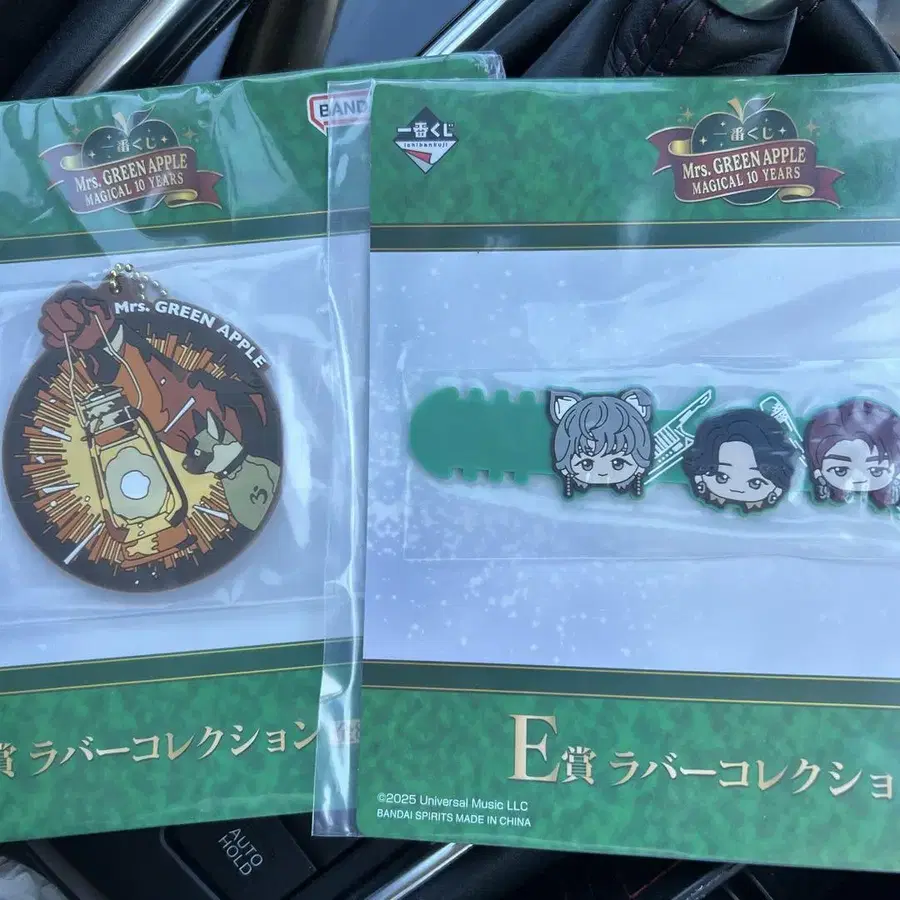 一番くじ
Mrs. GREEN APPLE
MAGICAL 10 YEARS
BAND
Mrs. GREEN APPLE
賞 ラバーコレクション
一番くじ
ichibankuji
一番くじ
Mrs. GREEN APPLE
MAGICAL 10 YEARS
E賞 ラバーコレクショ
©2025 Universal Music LLC
BANDAI SPIRITS MADE IN CHINA
AUTO
HOLD